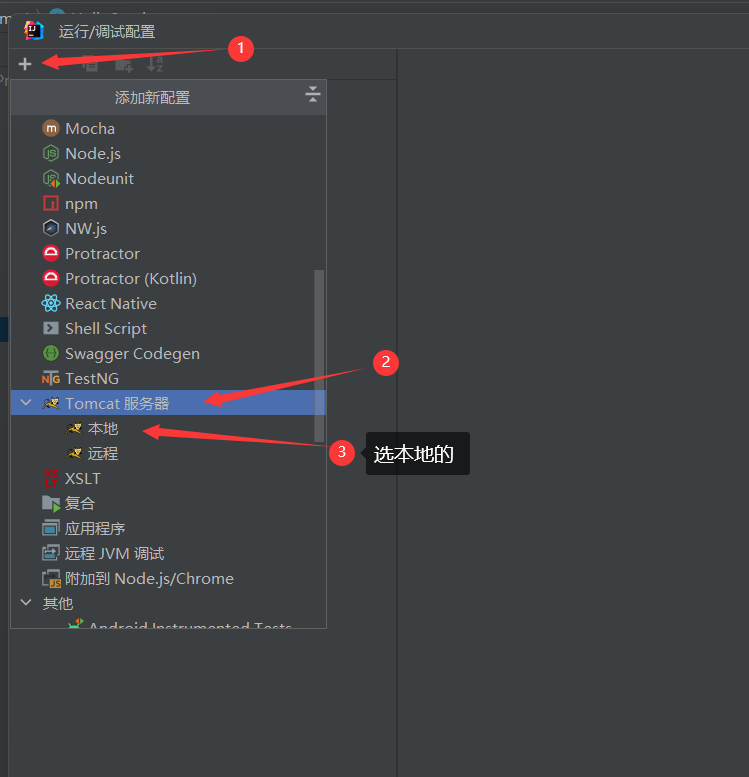 运行/调试配置
1
添加新配置
Mocha
Node.js
Nodeunit
npm
NW.js
Protractor
Protractor (Kotlin)
React Native
Shell Script
Swagger Codegen
TestNG
2
Tomcat 服务器
本地
3
选本地的
远程
XSLT
复合
应用程序
远程 JVM 调试
附加到 Node.js/Chrome
其他
Android Instrumented Tests